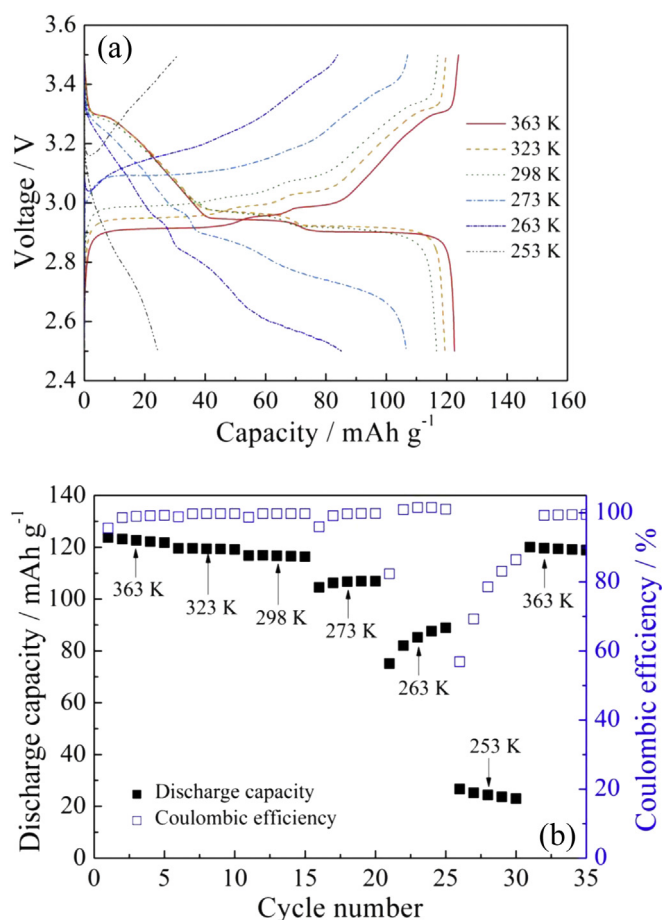 (a)
3.6
3.4
3.2
3.0
2.8
2.6
2.4
Voltage / V
363 K
323 K
298 K
273 K
263 K
253 K
0 20 40 60 80 100 120 140 160
Capacity / mAh g⁻¹
140
120
100
80
60
40
20
0
Discharge capacity / mAh g⁻¹
363 K
323 K
298 K
273 K
263 K
253 K
363 K
Discharge capacity
Coulombic efficiency
(b)
100
80
60
40
20
0
Coulombic efficiency / %
0 5 10 15 20 25 30 35
Cycle number